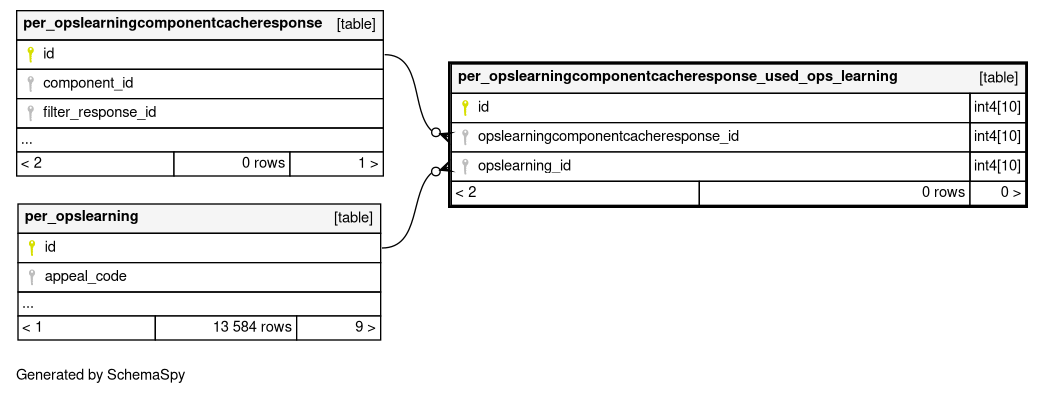 per_opslearningcomponentcacheresponse [table]
id
component_id
filter_response_id
...
< 2 0 rows 1 >
per_opslearningcomponentcacheresponse_used_ops_learning [table]
id int4[10]
opslearningcomponentcacheresponse_id int4[10]
opslearning_id int4[10]
< 2 0 rows 0 >
per_opslearning [table]
id
appeal_code
...
< 1 13 584 rows 9 >
Generated by SchemaSpy